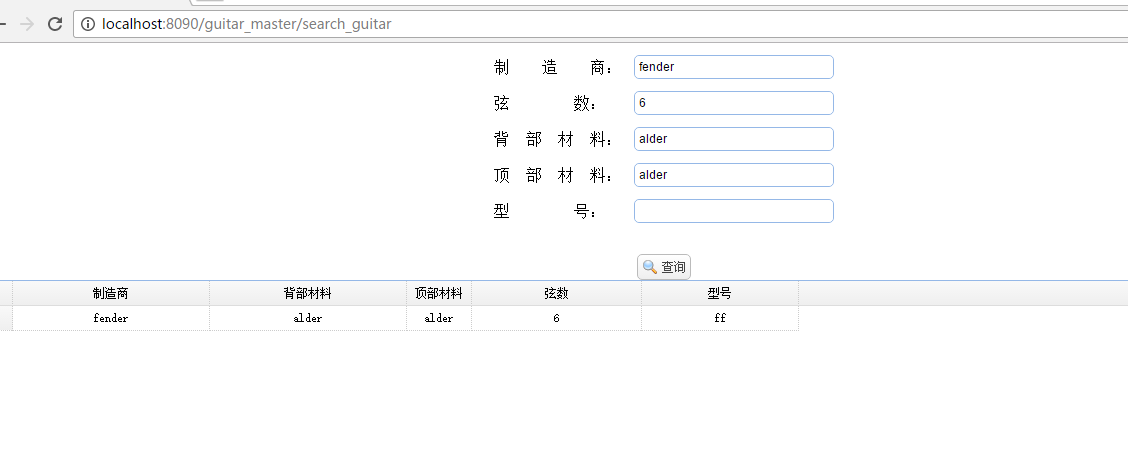 localhost:8090/guitar_master/search_guitar
制 造 商： fender
弦 数： 6
背 部 材 料： alder
顶 部 材 料： alder
型 号：
查询
制造商 背部材料 顶部材料 弦数 型号
fender alder alder 6 ff